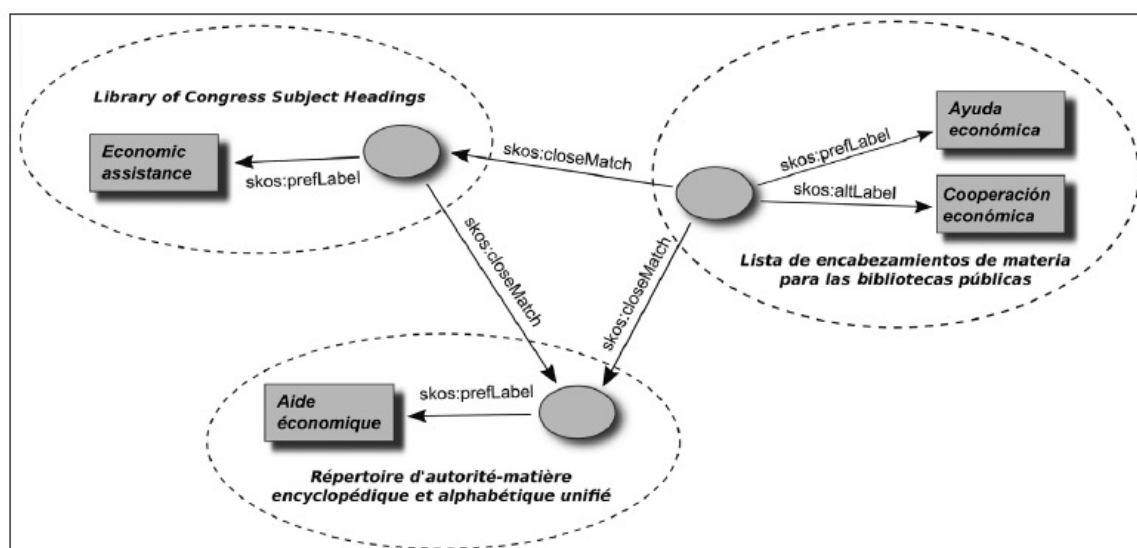 Library of Congress Subject Headings
Economic
assistance
skos:prefLabel
skos:closeMatch
skos:prefLabel
Ayuda
económica
skos:altLabel
Cooperación
económica
Lista de encabezamientos de materia
para las bibliotecas públicas
skos:closeMatch
skos:closeMatch
Aide
économique
skos:prefLabel
Répertoire d'autorité-matière
encyclopédique et alphabétique unifié